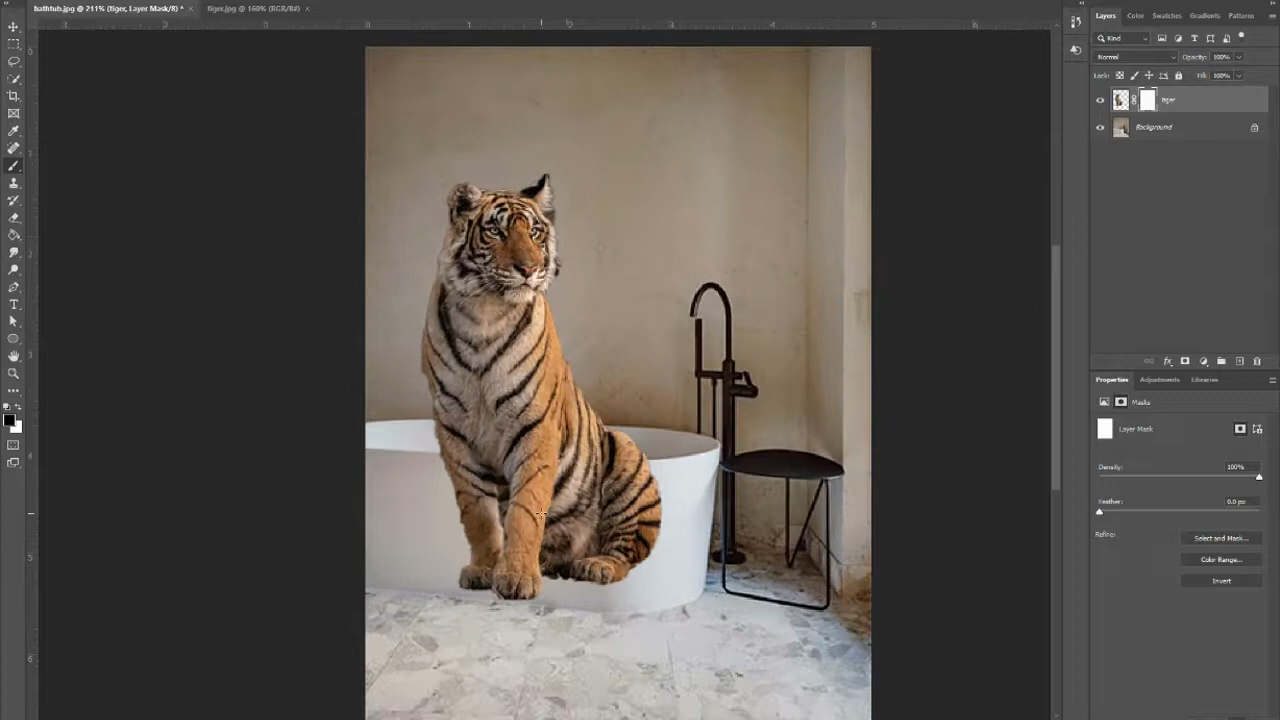 bathtub.jpg @ 211% (tiger, Layer Mask/8) *
tiger.jpg @ 160% (RGB/8#)
Layers Color Swatches Gradients Patterns
Kind
Normal Opacity: 100%
Lock: Fill: 100%
tiger
Background
Properties Adjustments Libraries
Masks
Layer Mask
Density: 100%
Feather: 0.0 px
Refine: Select and Mask...
Color Range...
Invert